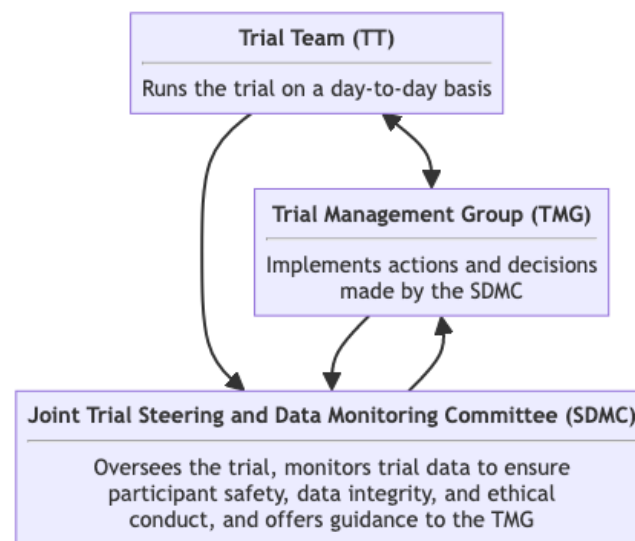 Trial Team (TT)
Runs the trial on a day-to-day basis
Trial Management Group (TMG)
Implements actions and decisions
made by the SDMC
Joint Trial Steering and Data Monitoring Committee (SDMC)
Oversees the trial, monitors trial data to ensure
participant safety, data integrity, and ethical
conduct, and offers guidance to the TMG